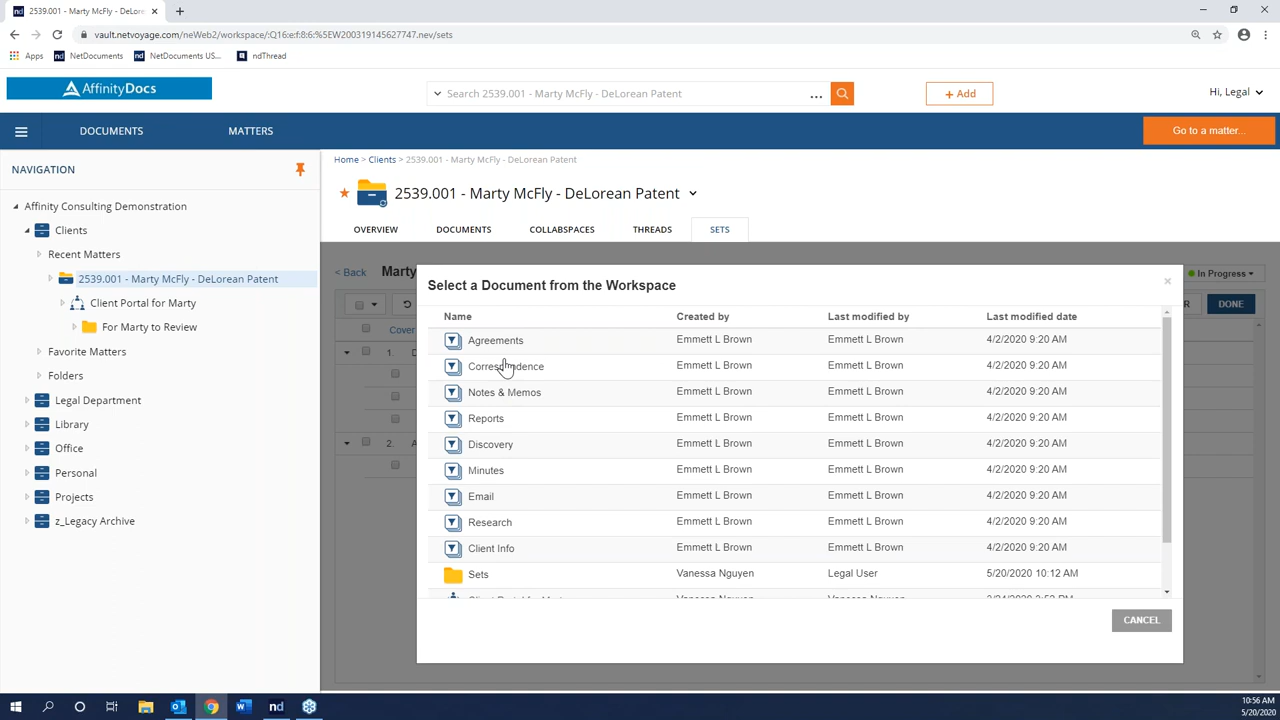 2539.001 - Marty McFly - DeLorean Patent
vault.netvoyage.com/neWeb2/workspace/:Q16:e:f:8:6:%5EW200319145627747.nev/sets
Apps NetDocuments NetDocuments US... ndThread
AffinityDocs
Search 2539.001 - Marty McFly - DeLorean Patent ...
+ Add
Hi, Legal
DOCUMENTS MATTERS Go to a matter...
NAVIGATION
Affinity Consulting Demonstration
Clients
Recent Matters
2539.001 - Marty McFly - DeLorean Patent
Client Portal for Marty
For Marty to Review
Favorite Matters
Folders
Legal Department
Library
Office
Personal
Projects
z_Legacy Archive
Home > Clients > 2539.001 - Marty McFly - DeLorean Patent
2539.001 - Marty McFly - DeLorean Patent
OVERVIEW DOCUMENTS COLLABSPACES THREADS SETS
< Back Marty
In Progress
R DONE
Cover
1. D
2. A
Select a Document from the Workspace
Name Created by Last modified by Last modified date
Agreements Emmett L Brown Emmett L Brown 4/2/2020 9:20 AM
Correspondence Emmett L Brown Emmett L Brown 4/2/2020 9:20 AM
Notes & Memos Emmett L Brown Emmett L Brown 4/2/2020 9:20 AM
Reports Emmett L Brown Emmett L Brown 4/2/2020 9:20 AM
Discovery Emmett L Brown Emmett L Brown 4/2/2020 9:20 AM
Minutes Emmett L Brown Emmett L Brown 4/2/2020 9:20 AM
Email Emmett L Brown Emmett L Brown 4/2/2020 9:20 AM
Research Emmett L Brown Emmett L Brown 4/2/2020 9:20 AM
Client Info Emmett L Brown Emmett L Brown 4/2/2020 9:20 AM
Sets Vanessa Nguyen Legal User 5/20/2020 10:12 AM
CANCEL
10:56 AM
5/20/2020